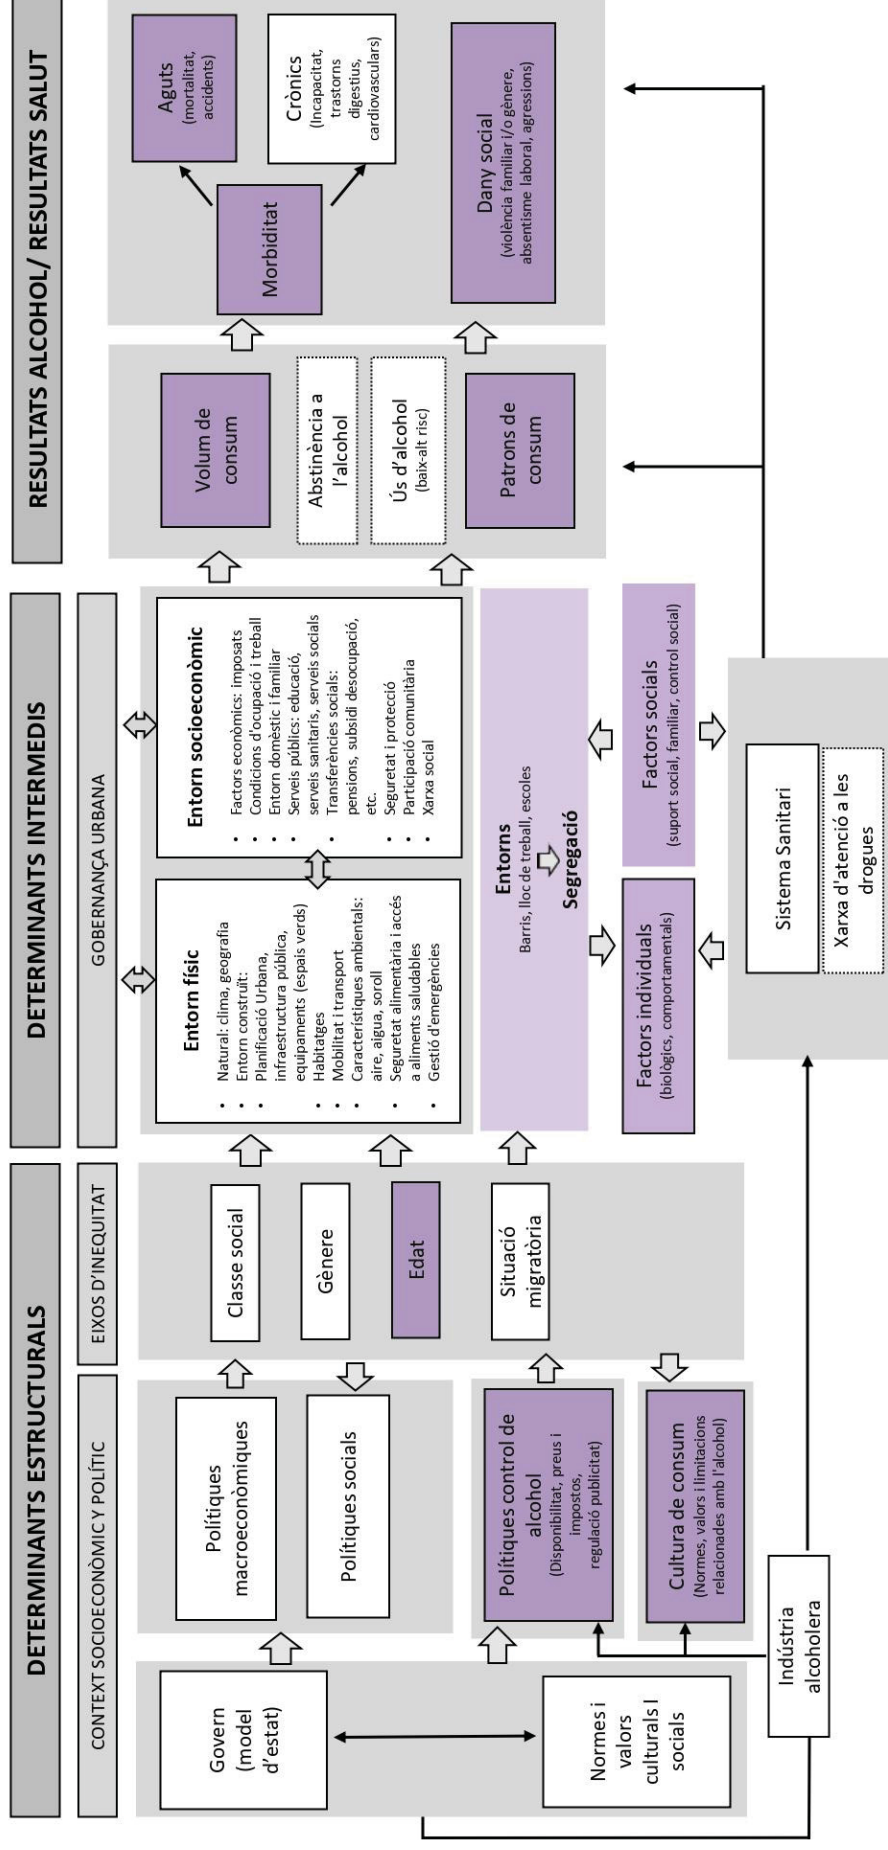 DETERMINANTS ESTRUCTURALS
DETERMINANTS INTERMEDIS
RESULTATS ALCOHOL/ RESULTATS SALUT
CONTEXT SOCIOECONÒMIC Y POLÍTIC
EIXOS D'INEQUITAT
GOBERNANÇA URBANA
Govern
(model
d'estat)
Normes i
valors
culturals I
socials
Polítiques
macroeconòmiques
Polítiques socials
Polítiques control de
alcohol
(Disponibilitat, preus i
impostos,
regulació publicitat)
Cultura de consum
(Normes, valors i limitacions
relacionades amb l'alcohol)
Indústria
alcoholera
Classe social
Gènere
Edat
Situació
migratòria
Entorn físic
• Natural: clima, geografia
• Entorn construït:
• Planificació Urbana,
infraestructura pública,
equipaments (espais verds)
• Habitatges
• Mobilitat i transport
• Característiques ambientals:
aire, aigua, soroll
• Seguretat alimentària i accés
a aliments saludables
• Gestió d'emergències
Entorn socioeconòmic
• Factors econòmics: imposats
• Condicions d'ocupació i treball
• Entorn domèstic i familiar
• Serveis públics: educació,
serveis sanitaris, serveis socials
• Transferències socials:
pensions, subsidi desocupació,
etc.
• Seguretat i protecció
• Participació comunitària
• Xarxa social
Entorns
Barris, lloc de treball, escoles
Segregació
Factors individuals
(biològics, comportamentals)
Factors socials
(suport social, familiar, control social)
Sistema Sanitari
Xarxa d'atenció a les
drogues
Volum de
consum
Abstinència a
l'alcohol
Ús d'alcohol
(baix-alt risc)
Patrons de
consum
Morbiditat
Aguts
(mortalitat,
accidents)
Crònics
(Incapacitat,
trastorns
digestius,
cardiovasculars)
Dany social
(violència familiar i/o gènere,
absentisme laboral, agressions)